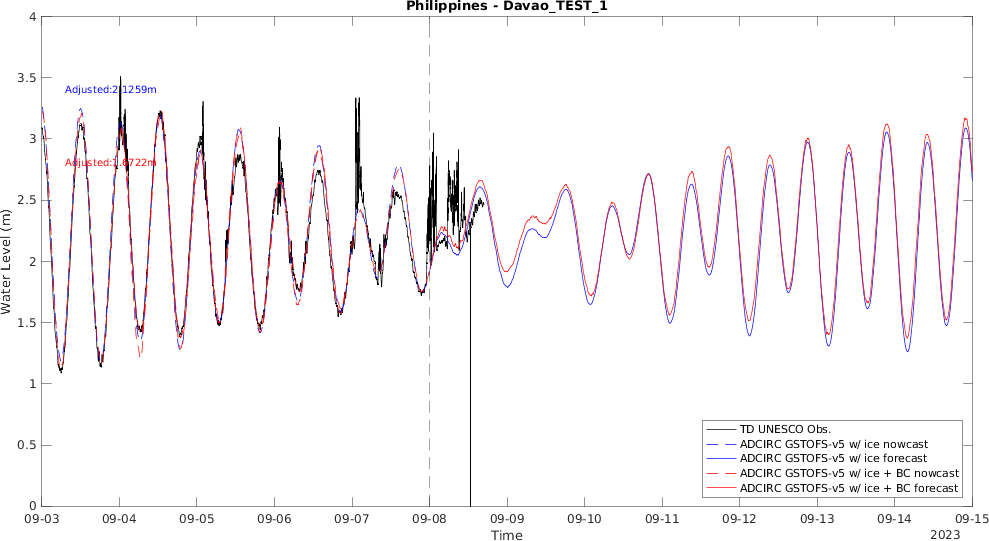 Philippines - Davao_TEST_1
4
3.5
3
2.5
2
1.5
1
0.5
0
Water Level (m)
Adjusted:2.1259m
Adjusted:1.6722m
TD UNESCO Obs.
ADCIRC GSTOFS-v5 w/ ice nowcast
ADCIRC GSTOFS-v5 w/ ice forecast
ADCIRC GSTOFS-v5 w/ ice + BC nowcast
ADCIRC GSTOFS-v5 w/ ice + BC forecast
09-03 09-04 09-05 09-06 09-07 09-08 09-09 09-10 09-11 09-12 09-13 09-14 09-15
Time
2023